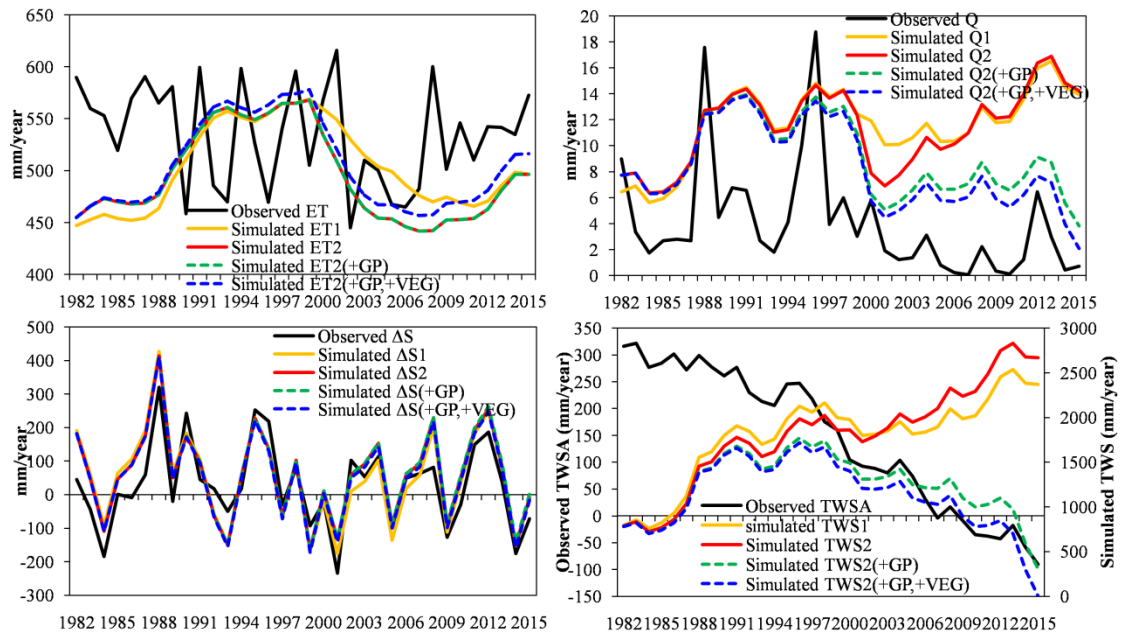 650
600
550
500
450
400
mm/year
Observed ET
Simulated ET1
Simulated ET2
Simulated ET2(+GP)
Simulated ET2(+GP,+VEG)
1982 1985 1988 1991 1994 1997 2000 2003 2006 2009 2012 2015
20
18
16
14
12
10
8
6
4
2
0
mm/year
Observed Q
Simulated Q1
Simulated Q2
Simulated Q2(+GP)
Simulated Q2(+GP,+VEG)
1982 1985 1988 1991 1994 1997 2000 2003 2006 2009 2012 2015
500
400
300
200
100
0
-100
-200
-300
mm/year
Observed ΔS
Simulated ΔS1
Simulated ΔS2
Simulated ΔS(+GP)
Simulated ΔS(+GP,+VEG)
1982 1985 1988 1991 1994 1997 2000 2003 2006 2009 2012 2015
350
300
250
200
150
100
50
0
-50
-100
-150
Observed TWSA (mm/year)
Observed TWSA
simulated TWS1
Simulated TWS2
Simulated TWS2(+GP)
Simulated TWS2(+GP,+VEG)
3000
2500
2000
1500
1000
500
0
Simulated TWS (mm/year)
1982 1985 1988 1991 1994 1997 2000 2003 2006 2009 2012 2015